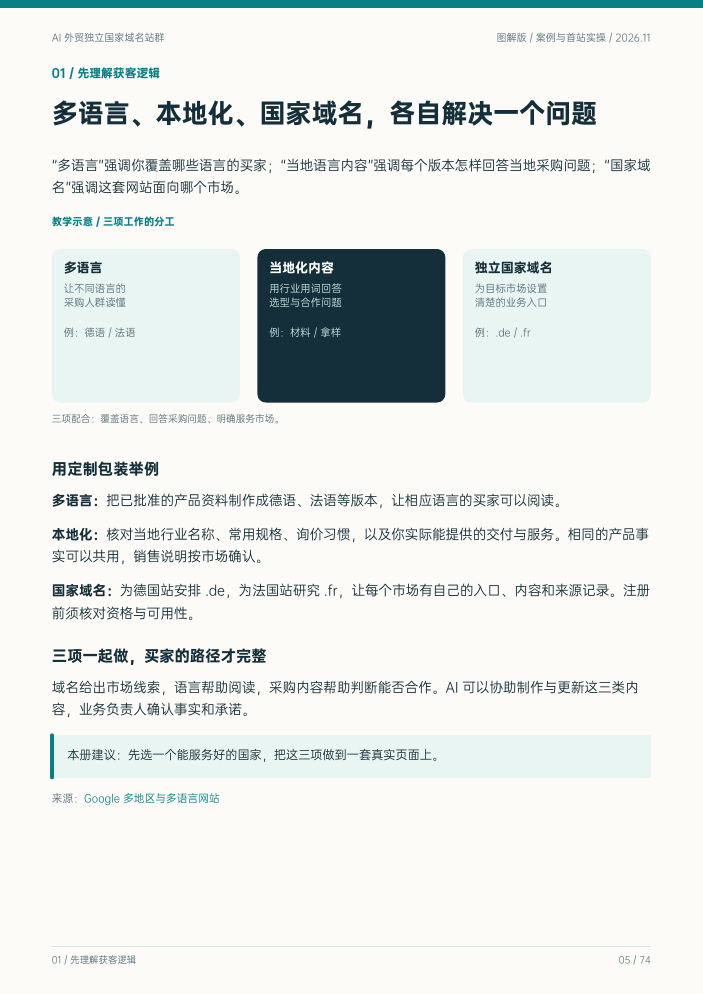 AI 外贸独立国家域名站群
图解版 / 案例与首站实操 / 2026.11
01 / 先理解获客逻辑
多语言、本地化、国家域名，各自解决一个问题
“多语言”强调你覆盖哪些语言的买家；“当地语言内容”强调每个版本怎样回答当地采购问题；“国家域
名”强调这套网站面向哪个市场。
教学示意 / 三项工作的分工
多语言
让不同语言的
采购人群读懂
例：德语 / 法语
当地化内容
用行业用词回答
选型与合作问题
例：材料 / 拿样
独立国家域名
为目标市场设置
清楚的业务入口
例：.de / .fr
三项配合：覆盖语言、回答采购问题、明确服务市场。
用定制包装举例
多语言：把已批准的产品资料制作成德语、法语等版本，让相应语言的买家可以阅读。
本地化：核对当地行业名称、常用规格、询价习惯，以及你实际能提供的交付与服务。相同的产品事
实可以共用，销售说明按市场确认。
国家域名：为德国站安排 .de，为法国站研究 .fr，让每个市场有自己的入口、内容和来源记录。注册
前须核对资格与可用性。
三项一起做，买家的路径才完整
域名给出市场线索，语言帮助阅读，采购内容帮助判断能否合作。AI 可以协助制作与更新这三类内
容，业务负责人确认事实和承诺。
本册建议：先选一个能服务好的国家，把这三项做到一套真实页面上。
来源：Google 多地区与多语言网站
01 / 先理解获客逻辑
05 / 74